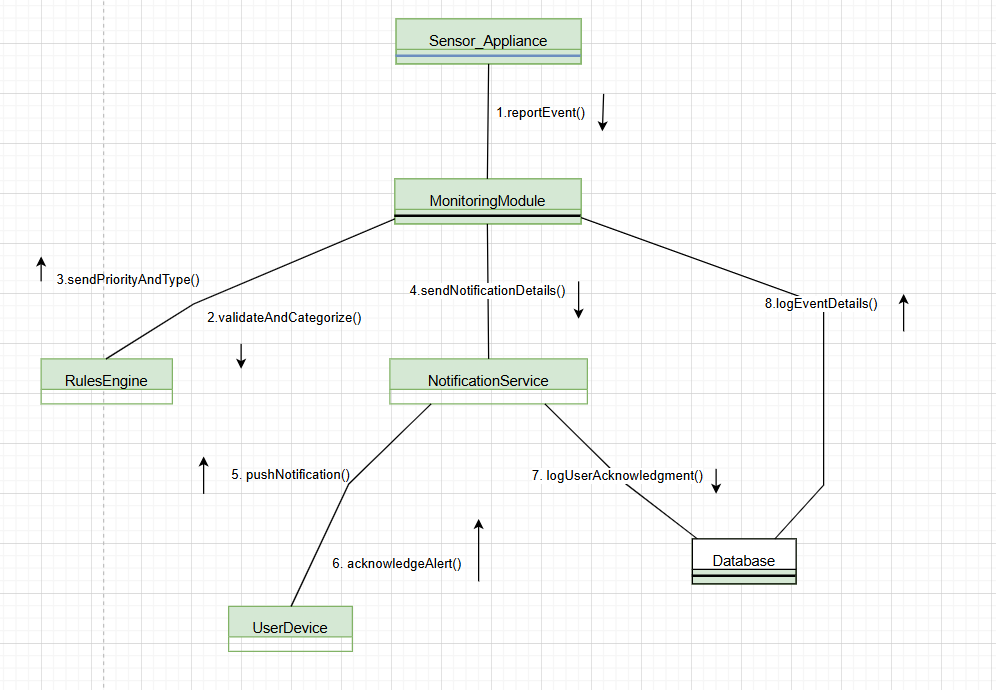 Sensor_Appliance
1.reportEvent()
MonitoringModule
3.sendPriorityAndType()
4.sendNotificationDetails()
8.logEventDetails()
2.validateAndCategorize()
RulesEngine
NotificationService
5. pushNotification()
7. logUserAcknowledgment()
6. acknowledgeAlert()
Database
UserDevice